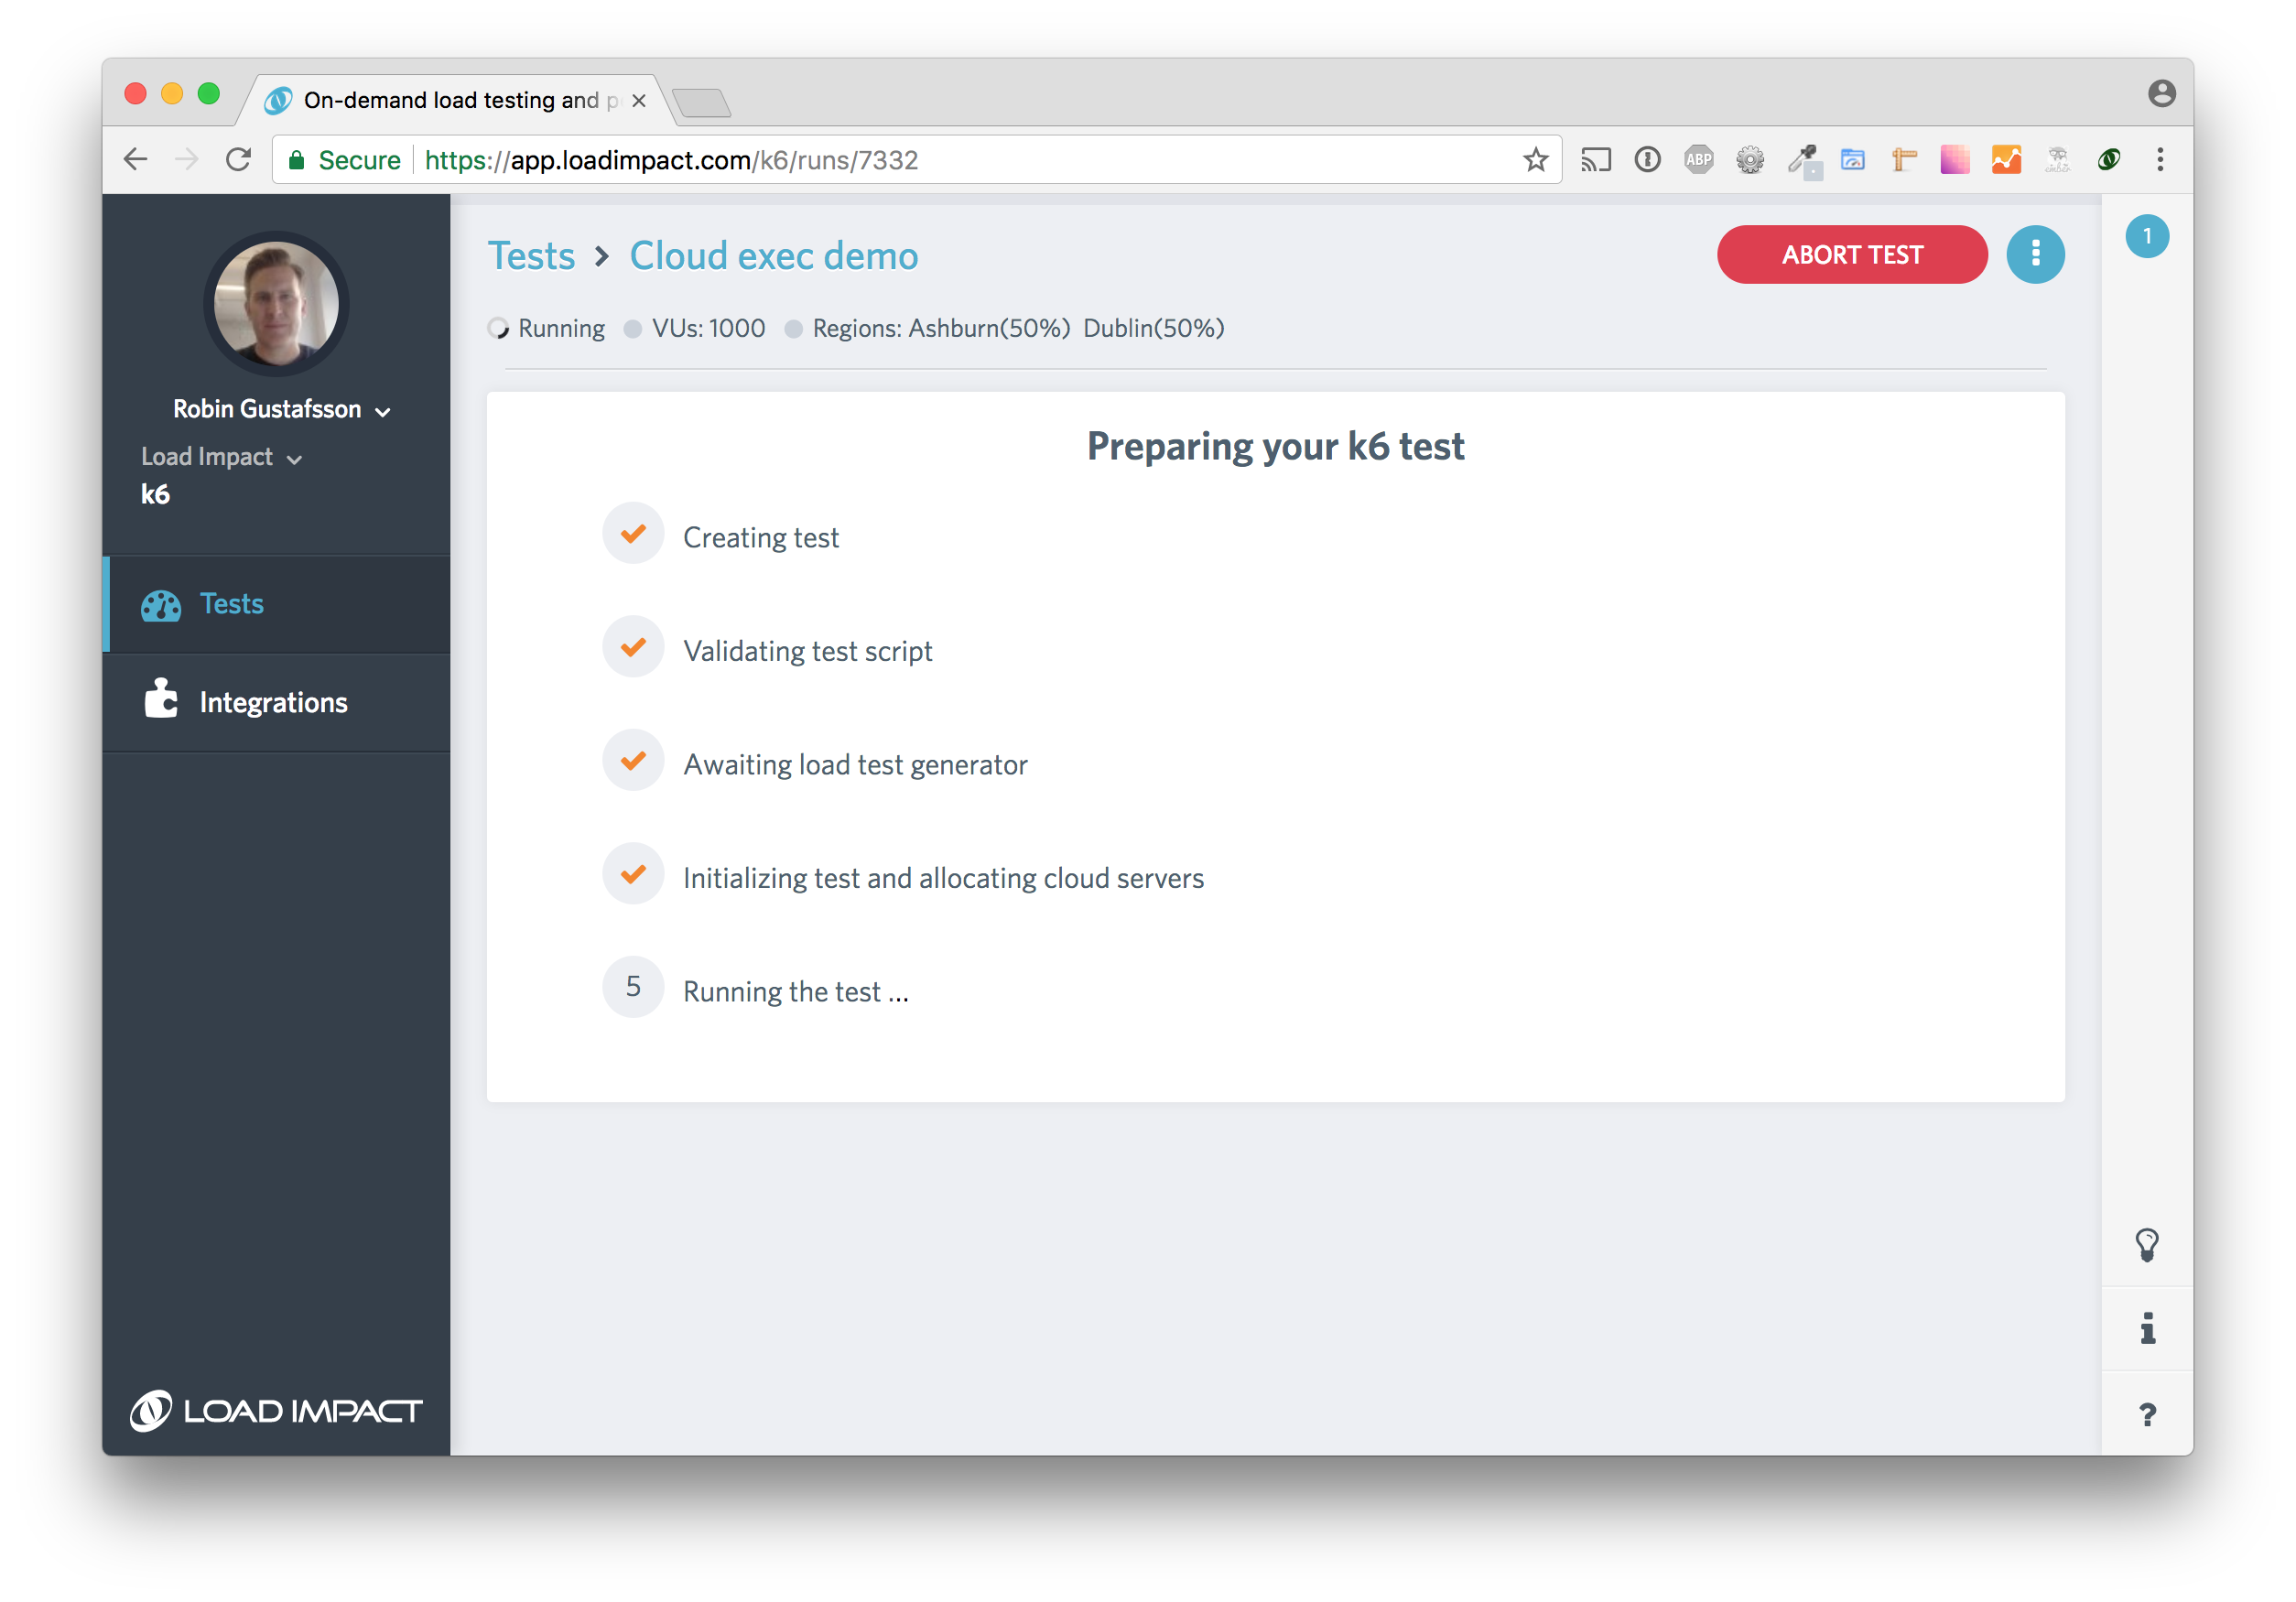 On-demand load testing and p
Secure https://app.loadimpact.com/k6/runs/7332
ABP
Tests > Cloud exec demo
ABORT TEST
1
Running VUs: 1000 Regions: Ashburn(50%) Dublin(50%)
Robin Gustafsson
Load Impact
k6
Tests
Integrations
Preparing your k6 test
Creating test
Validating test script
Awaiting load test generator
Initializing test and allocating cloud servers
5 Running the test ...
LOAD IMPACT
i
?